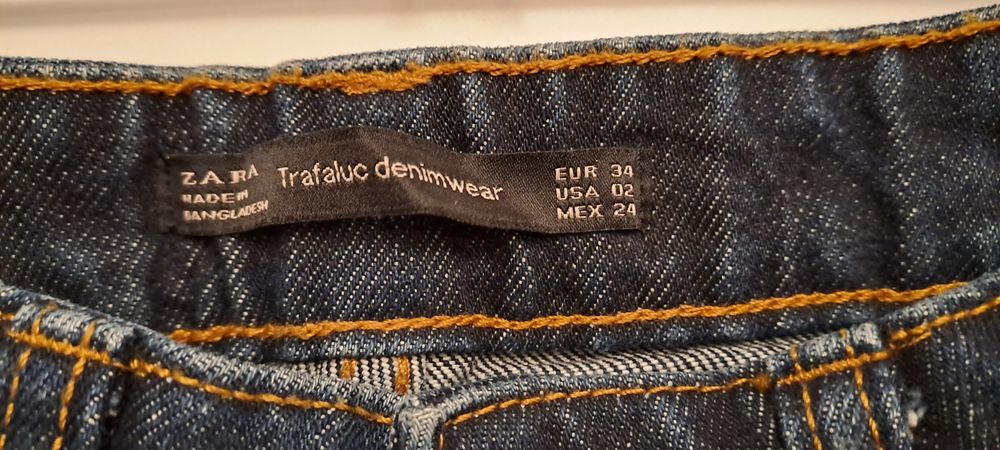 ZARA
MADE IN
BANGLADESH
Trafaluc denimwear
EUR 34
USA 02
MEX 24